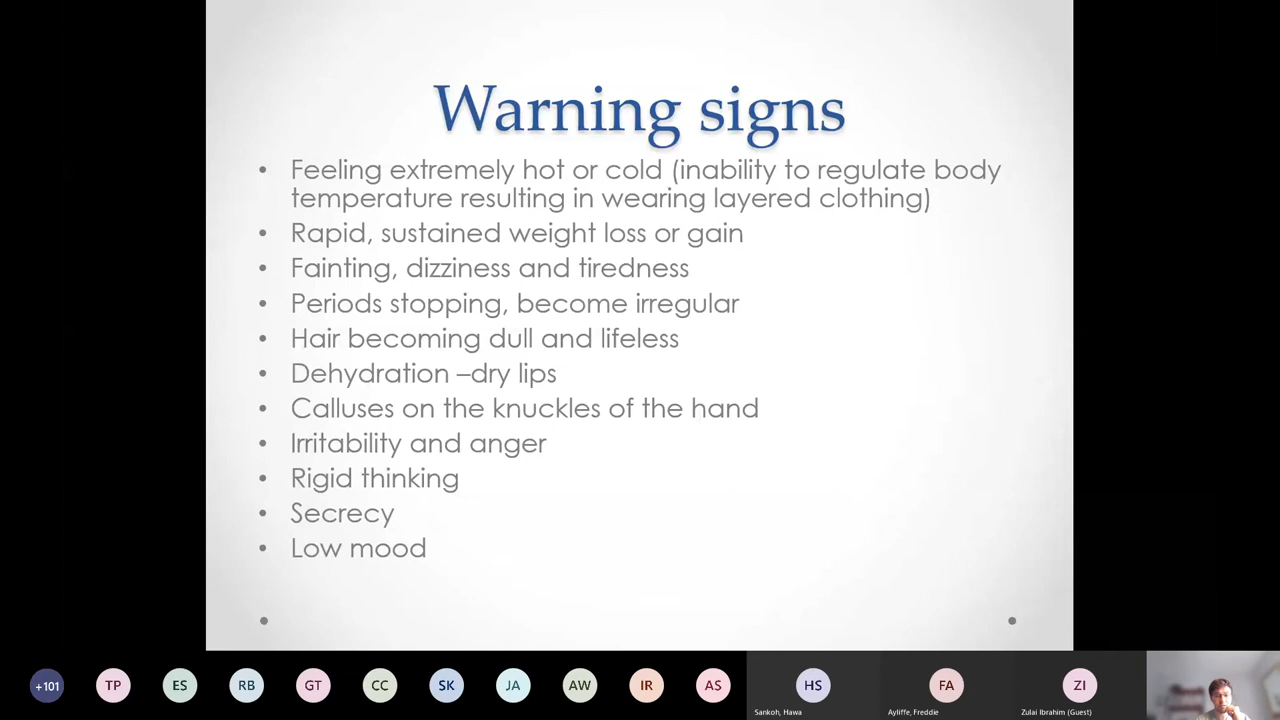 Warning signs
• Feeling extremely hot or cold (inability to regulate body
temperature resulting in wearing layered clothing)
• Rapid, sustained weight loss or gain
• Fainting, dizziness and tiredness
• Periods stopping, become irregular
• Hair becoming dull and lifeless
• Dehydration –dry lips
• Calluses on the knuckles of the hand
• Irritability and anger
• Rigid thinking
• Secrecy
• Low mood
+101 TP ES RB GT CC SK JA AW IR AS HS FA ZI
Sankoh, Hawa Ayliffe, Freddie Zulai Ibrahim (Guest)